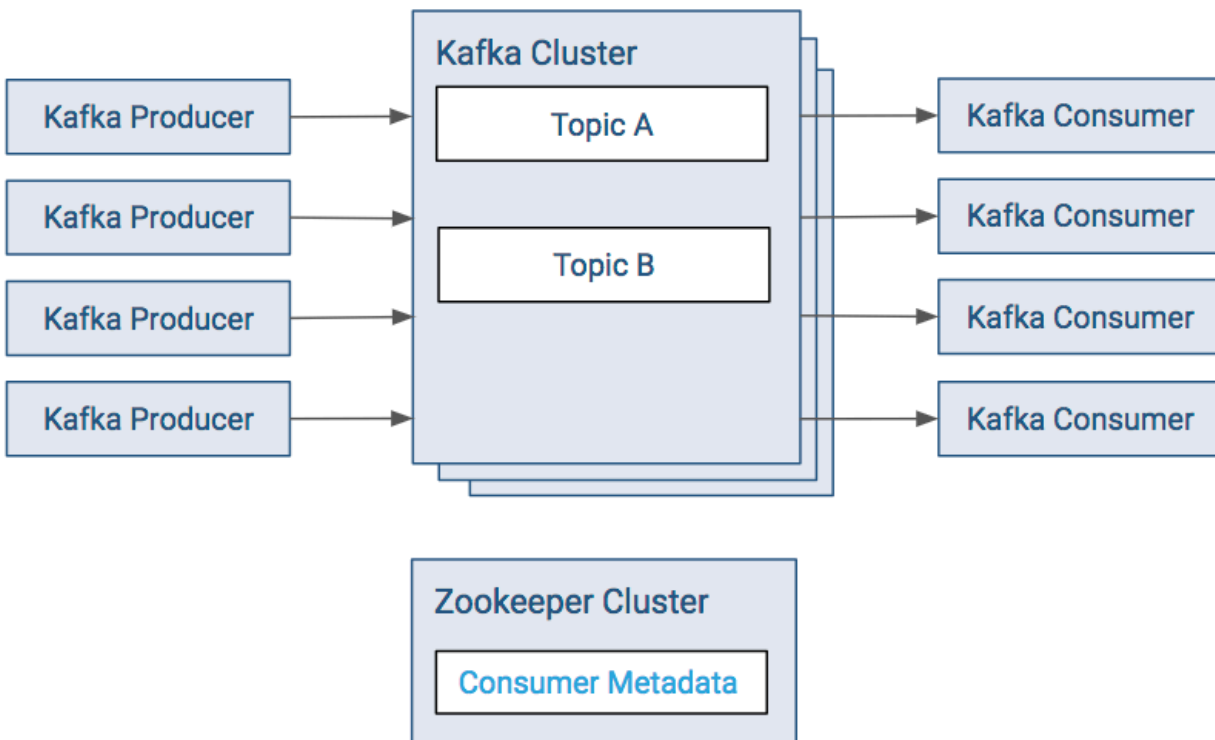 Kafka Cluster
Kafka Producer
Topic A
Kafka Consumer
Kafka Producer
Kafka Consumer
Topic B
Kafka Producer
Kafka Consumer
Kafka Producer
Kafka Consumer
Zookeeper Cluster
Consumer Metadata